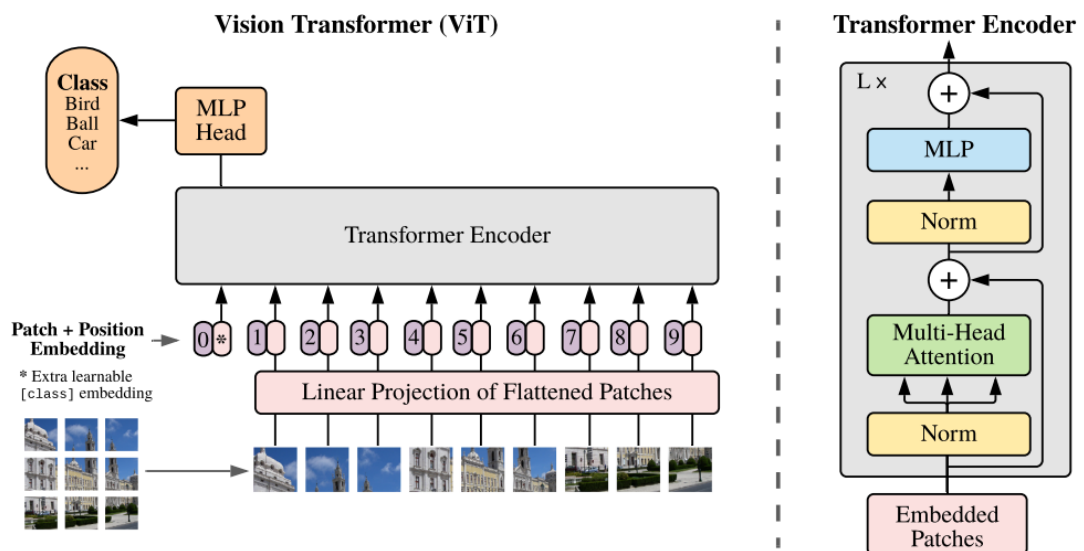 Vision Transformer (ViT)
Class
Bird
Ball
Car
...
MLP
Head
Transformer Encoder
Patch + Position
Embedding
0 * 1 2 3 4 5 6 7 8 9
* Extra learnable
[class] embedding
Linear Projection of Flattened Patches
Transformer Encoder
L x
+
MLP
Norm
+
Multi-Head
Attention
Norm
Embedded
Patches